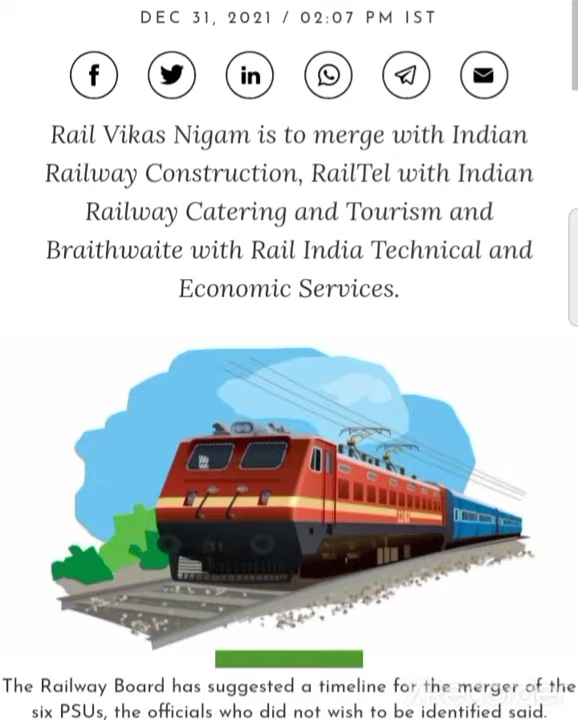 DEC 31, 2021 / 02:07 PM IST
Rail Vikas Nigam is to merge with Indian
Railway Construction, RailTel with Indian
Railway Catering and Tourism and
Braithwaite with Rail India Technical and
Economic Services.
The Railway Board has suggested a timeline for the merger of the
six PSUs, the officials who did not wish to be identified said.